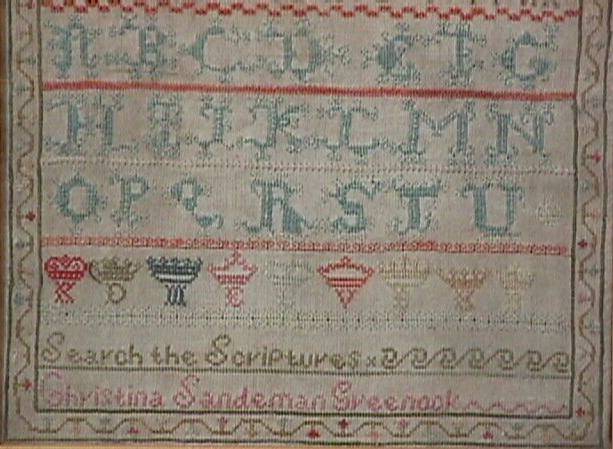 A B C D E F G
H I J K L M N
O P Q R S T U
K D M E
Search the Scriptures x
Christina Sandeman Greenock